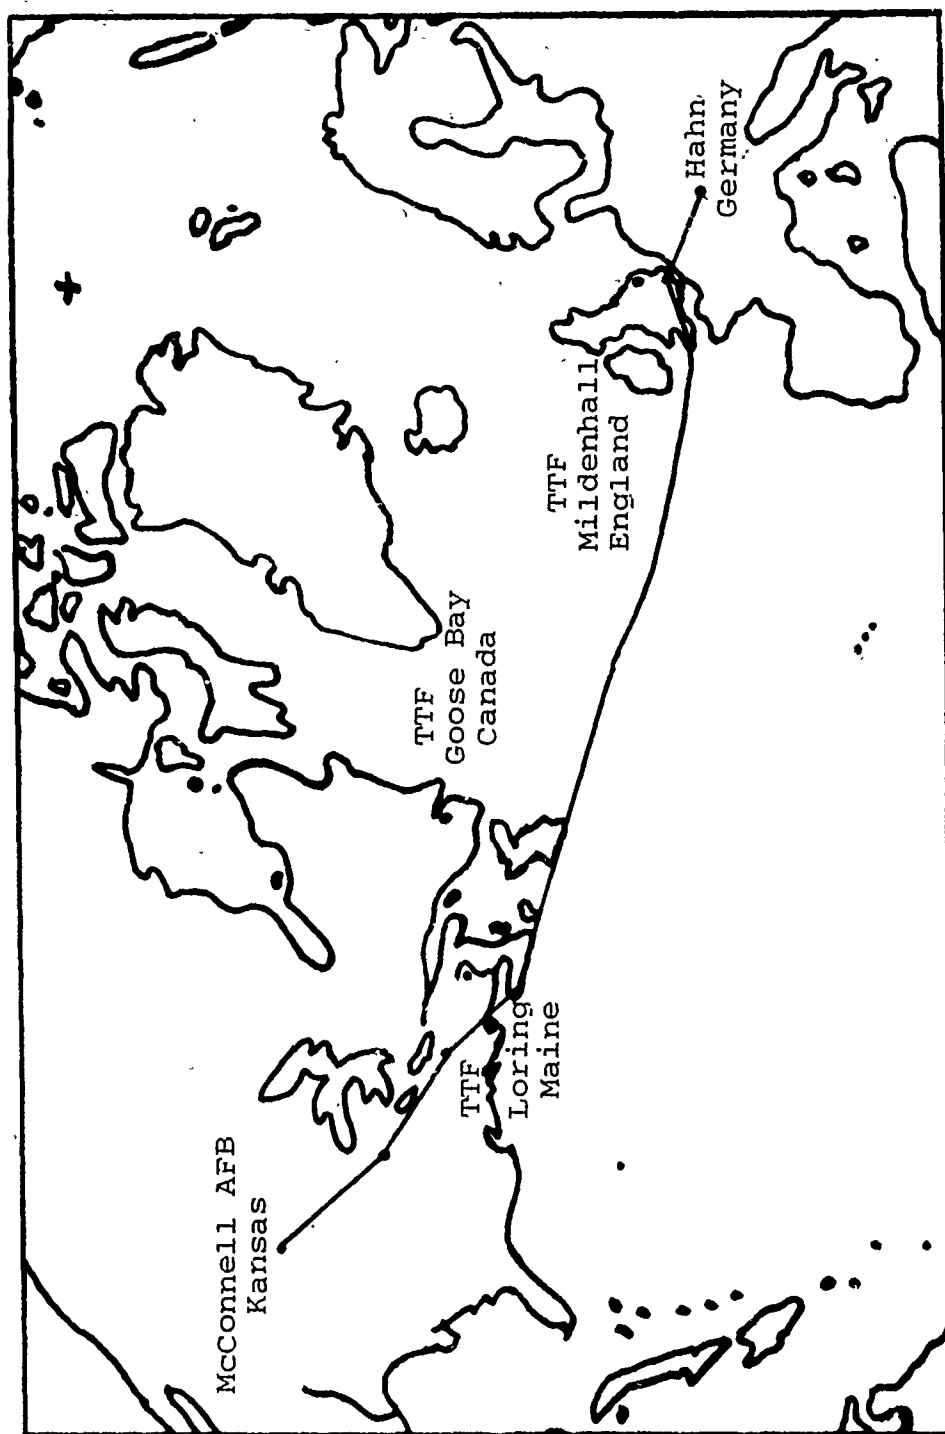 McConnell AFB
Kansas
TTF
Loring
Maine
TTF
Goose Bay
Canada
TTF
Mildenhall
England
Hahn
Germany